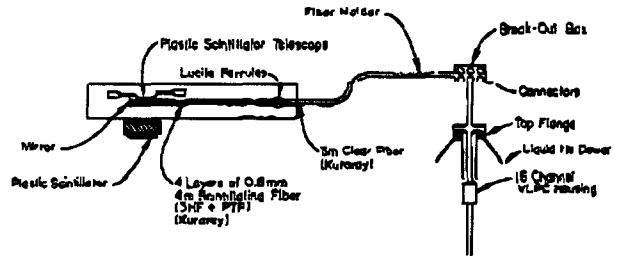 Fiber Holder
Break-Out Box
Plastic Scintillator Telescope
Lucite Ferrules
Connectors
Top Flange
Mirror
3m Clear Fiber
(Kuraray)
Liquid He Dewar
Plastic Scintillator
4 Layers of 0.8mm
4m Scintillating Fiber
(3HF + PTP)
(Kuraray)
16 Channel
VLPC Housing